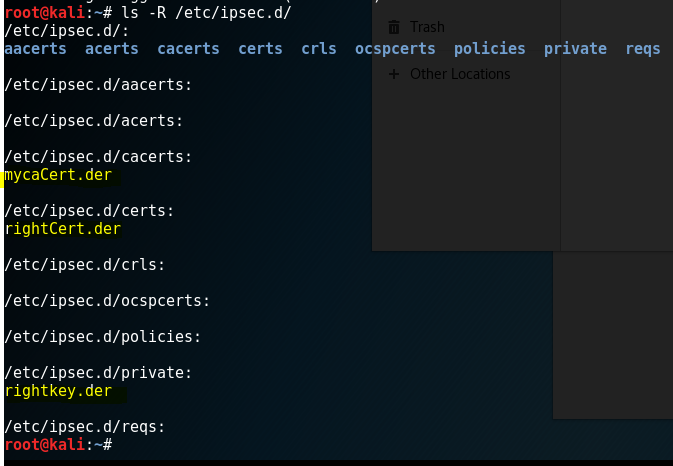 root@kali:~# ls -R /etc/ipsec.d/
/etc/ipsec.d/:
aacerts  acerts  cacerts  certs  crls  ocspcerts  policies  private  reqs
Trash
Other Locations
/etc/ipsec.d/aacerts:
/etc/ipsec.d/acerts:
/etc/ipsec.d/cacerts:
mycaCert.der
/etc/ipsec.d/certs:
rightCert.der
/etc/ipsec.d/crls:
/etc/ipsec.d/ocspcerts:
/etc/ipsec.d/policies:
/etc/ipsec.d/private:
rightkey.der
/etc/ipsec.d/reqs:
root@kali:~#